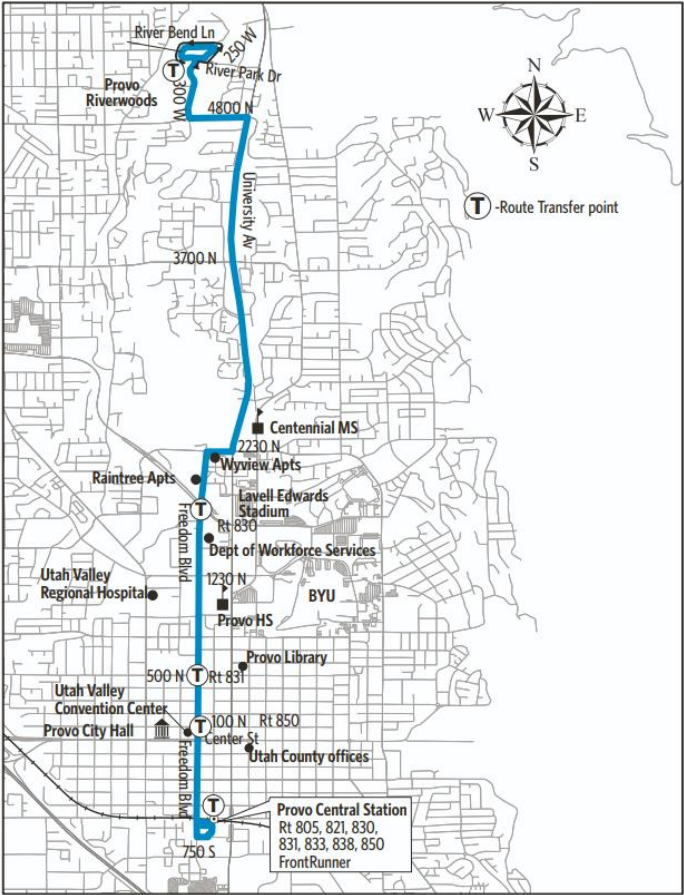 River Bend Ln
250 W
T
River Park Dr
Provo
Riverwoods
300 W
4800 N
N
W
E
S
T -Route Transfer point
University Av
3700 N
Centennial MS
2230 N
Wyview Apts
Raintree Apts
Lavell Edwards
Stadium
T
Rt 830
Freedom Blvd
Dept of Workforce Services
1230 N
Utah Valley
Regional Hospital
BYU
Provo HS
Provo Library
500 N T Rt 831
Utah Valley
Convention Center
T 100 N Rt 850
Provo City Hall
Center St
Utah County offices
Freedom Blvd
T
Provo Central Station
Rt 805, 821, 830,
831, 833, 838, 850
FrontRunner
750 S